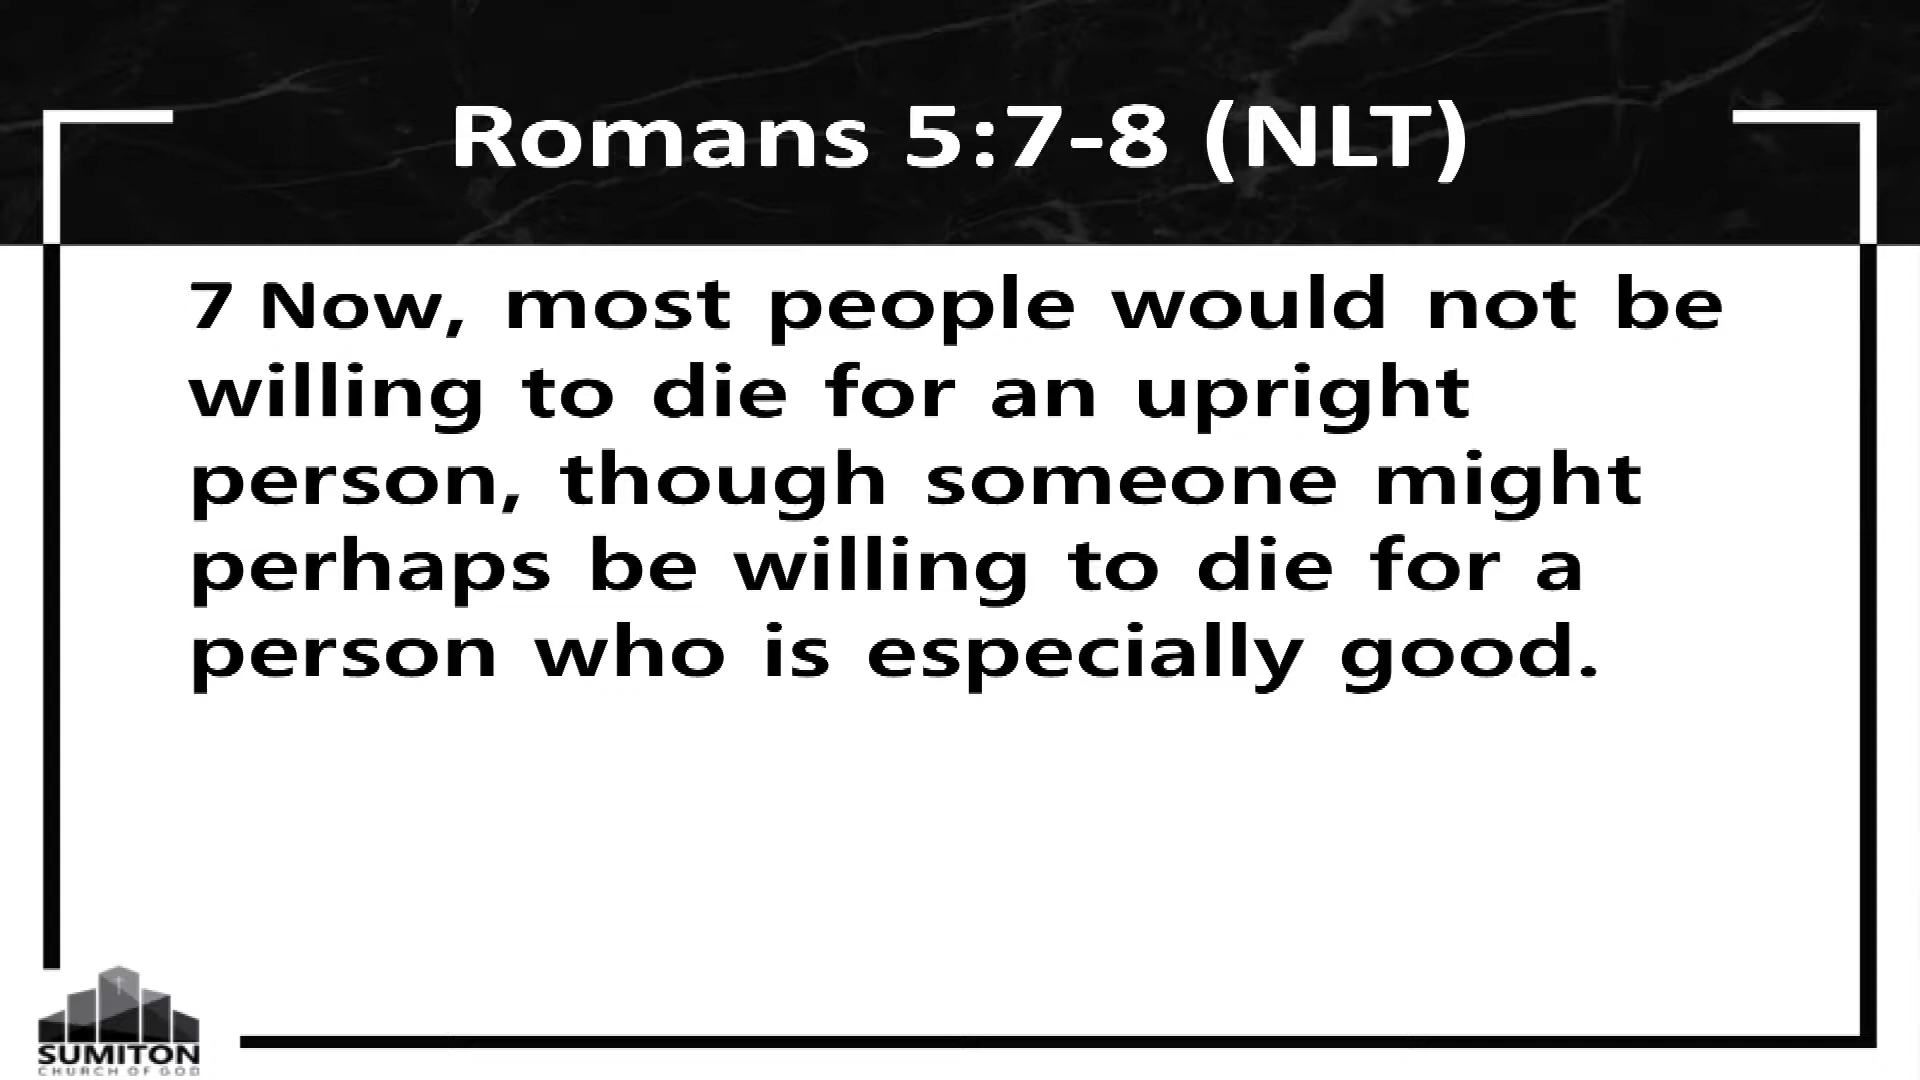 Romans 5:7-8 (NLT)
7 Now, most people would not be
willing to die for an upright
person, though someone might
perhaps be willing to die for a
person who is especially good.
SUMITON
CHURCH OF GOD